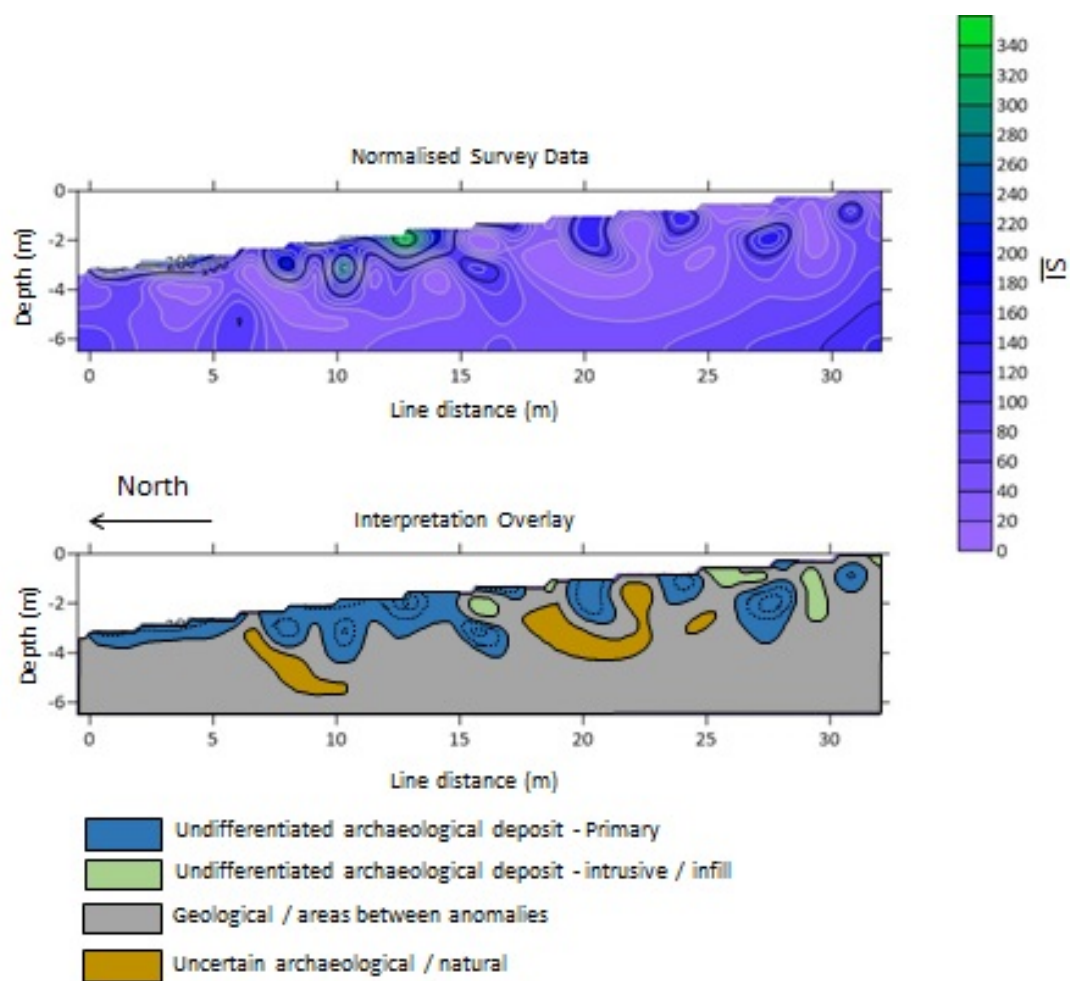 Normalised Survey Data
0
-2
-4
-6
Depth (m)
0 5 10 15 20 25 30
Line distance (m)
340
320
300
280
260
240
220
200
180
160
140
120
100
80
60
40
20
0
SI
North
Interpretation Overlay
0
-2
-4
-6
Depth (m)
0 5 10 15 20 25 30
Line distance (m)
Undifferentiated archaeological deposit - Primary
Undifferentiated archaeological deposit - intrusive / infill
Geological / areas between anomalies
Uncertain archaeological / natural